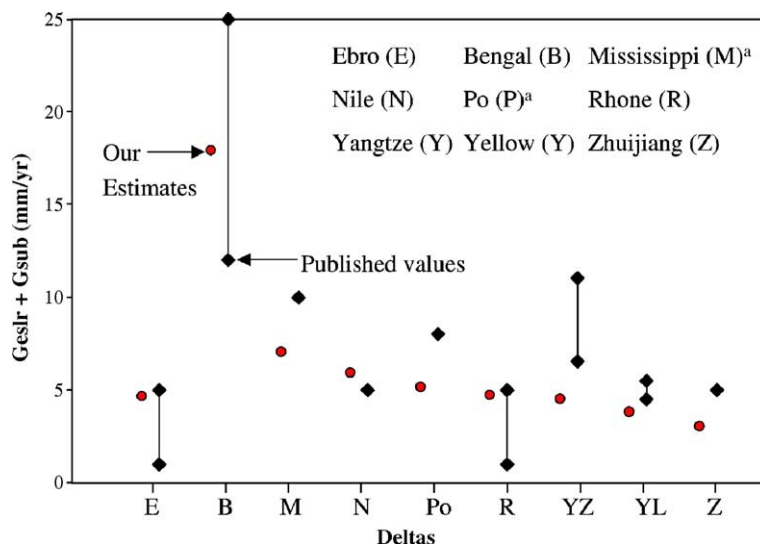 25
20
15
10
5
0
Geslr + Gsub (mm/yr)
Ebro (E) Bengal (B) Mississippi (M)ᵃ
Nile (N) Po (P)ᵃ Rhone (R)
Yangtze (Y) Yellow (Y) Zhuijiang (Z)
Our
Estimates
Published values
E B M N Po R YZ YL Z
Deltas